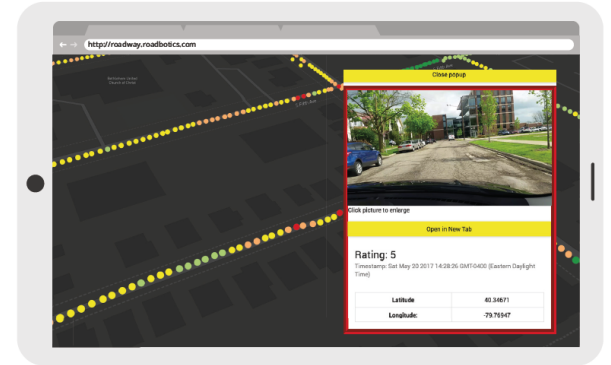 http://roadway.roadbotics.com
Close popup
Click picture to enlarge
Open in New Tab
Rating: 5
Timestamp: Sat May 20 2017 14:28:26 GMT-0400 (Eastern Daylight
Time)
Latitude 40.34671
Longitude: -79.76947